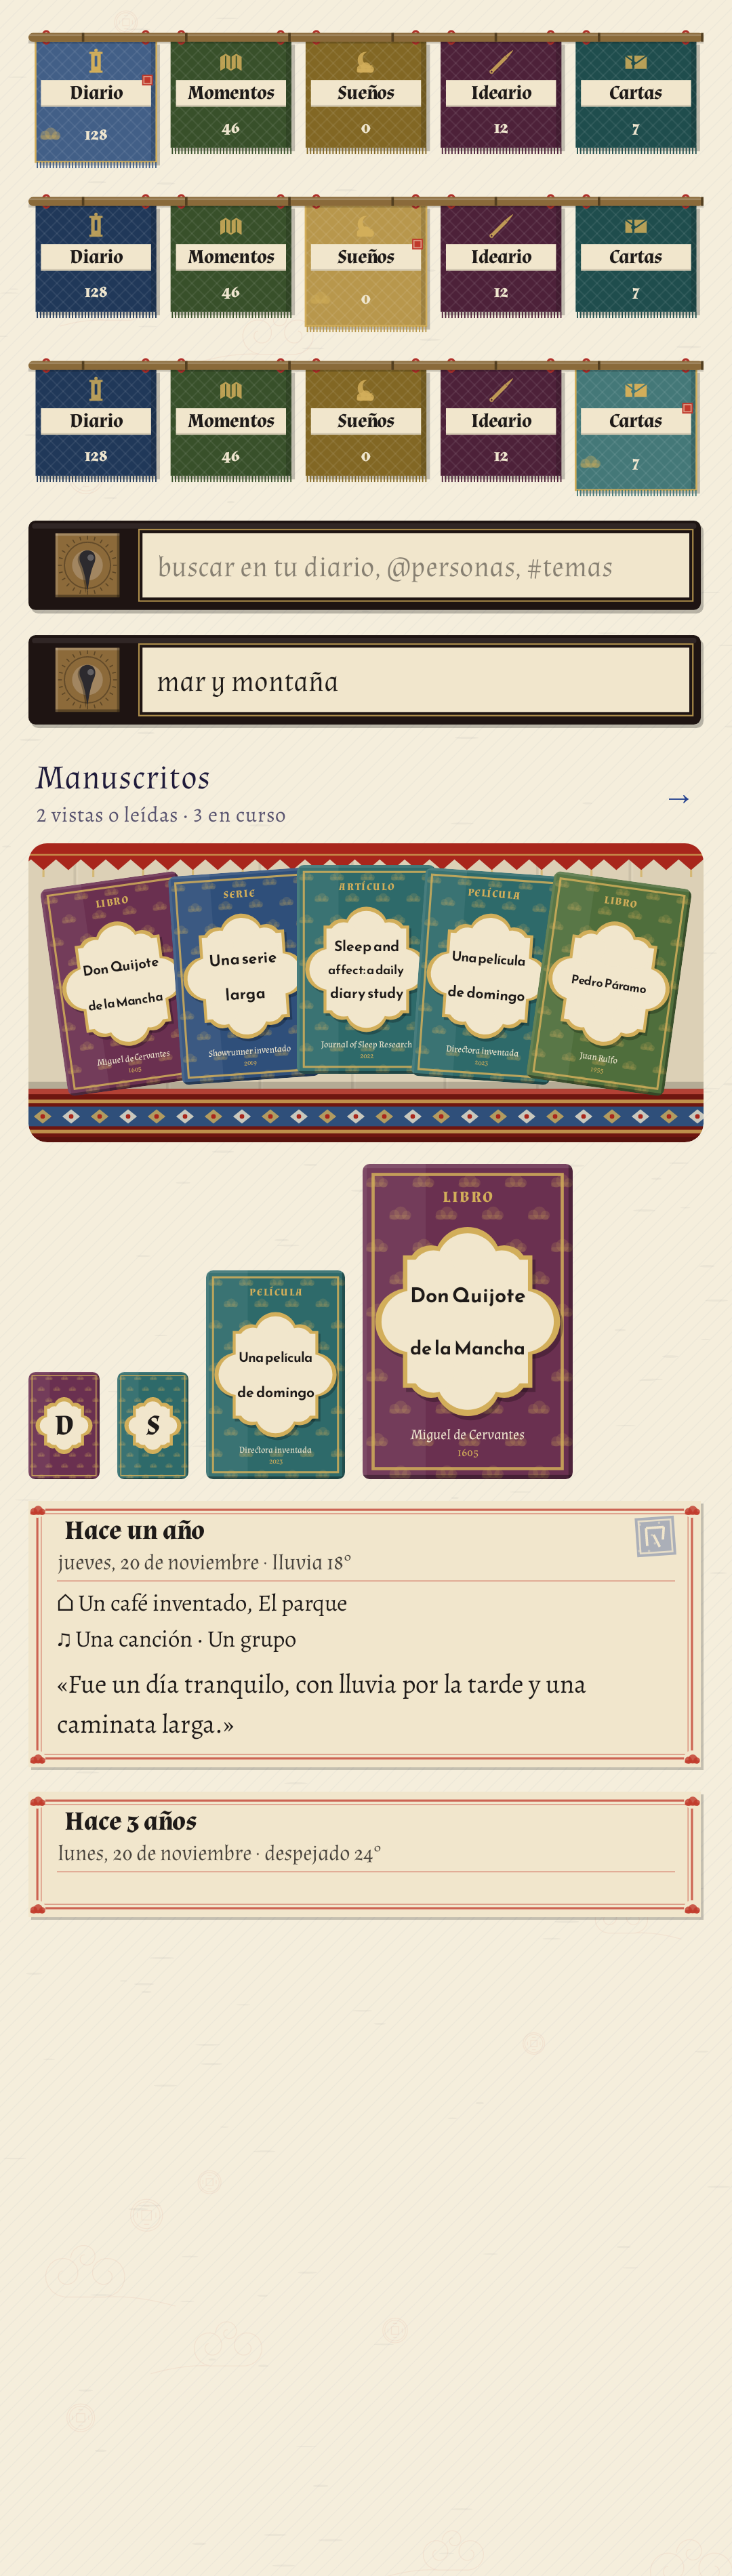 Diario Momentos Sueños Ideario Cartas
128 46 0 12 7
Diario Momentos Sueños Ideario Cartas
128 46 0 12 7
Diario Momentos Sueños Ideario Cartas
128 46 0 12 7
buscar en tu diario, @personas, #temas
mar y montaña
Manuscritos
→
2 vistas o leídas · 3 en curso
LIBRO
Don Quijote
de la Mancha
Miguel de Cervantes
1605
SERIE
Una serie
larga
Showrunner inventado
2019
ARTÍCULO
Sleep and
affect: a daily
diary study
Journal of Sleep Research
2022
PELÍCULA
Una película
de domingo
Directora inventada
2023
LIBRO
Pedro Páramo
Juan Rulfo
1955
D
S
PELÍCULA
Una película
de domingo
Directora inventada
2023
LIBRO
Don Quijote
de la Mancha
Miguel de Cervantes
1605
Hace un año
jueves, 20 de noviembre · lluvia 18°
⌂ Un café inventado, El parque
♫ Una canción · Un grupo
«Fue un día tranquilo, con lluvia por la tarde y una
caminata larga.»
Hace 3 años
lunes, 20 de noviembre · despejado 24°